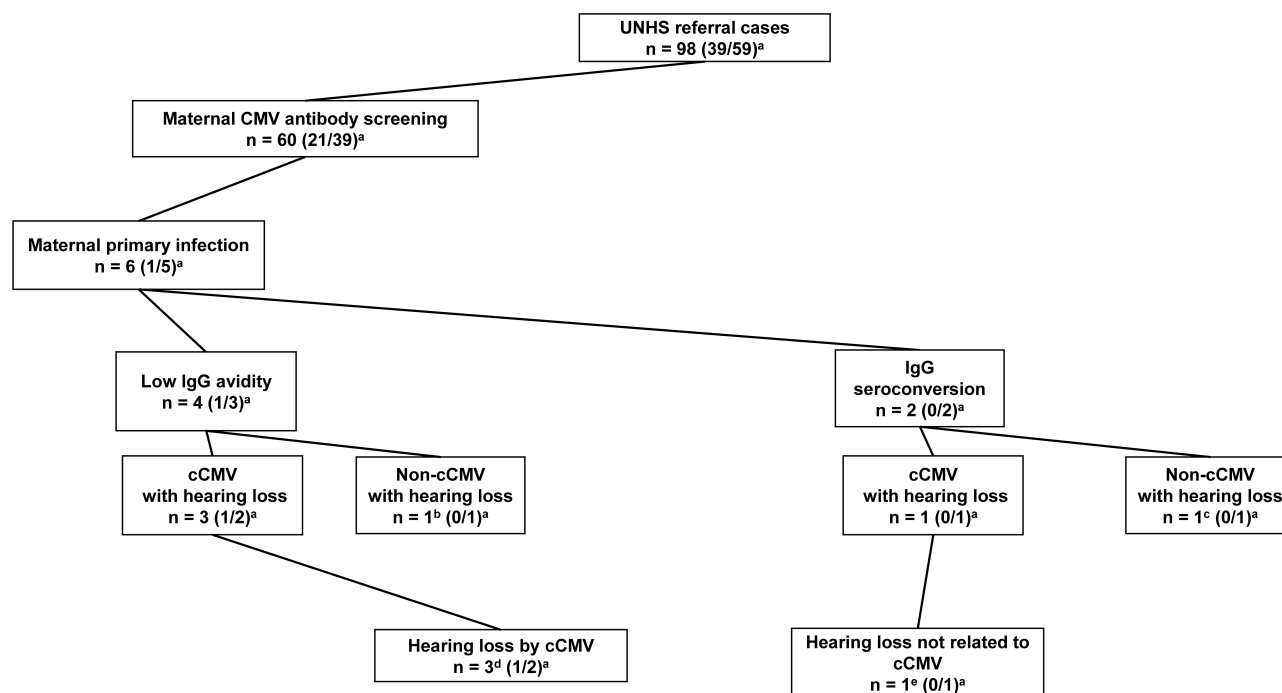 UNHS referral cases
n = 98 (39/59)ᵃ
Maternal CMV antibody screening
n = 60 (21/39)ᵃ
Maternal primary infection
n = 6 (1/5)ᵃ
Low IgG avidity
n = 4 (1/3)ᵃ
IgG
seroconversion
n = 2 (0/2)ᵃ
cCMV
with hearing loss
n = 3 (1/2)ᵃ
Non-cCMV
with hearing loss
n = 1ᵇ (0/1)ᵃ
cCMV
with hearing loss
n = 1 (0/1)ᵃ
Non-cCMV
with hearing loss
n = 1ᶜ (0/1)ᵃ
Hearing loss by cCMV
n = 3ᵈ (1/2)ᵃ
Hearing loss not related to
cCMV
n = 1ᵉ (0/1)ᵃ